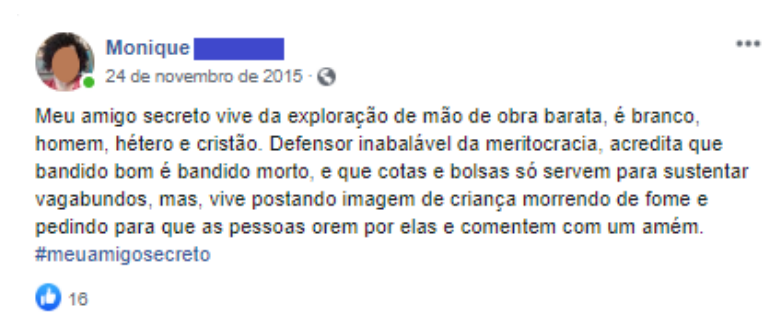 Monique
24 de novembro de 2015 ·
Meu amigo secreto vive da exploração de mão de obra barata, é branco,
homem, hétero e cristão. Defensor inabalável da meritocracia, acredita que
bandido bom é bandido morto, e que cotas e bolsas só servem para sustentar
vagabundos, mas, vive postando imagem de criança morrendo de fome e
pedindo para que as pessoas orem por elas e comentem com um amém.
#meuamigosecreto
16